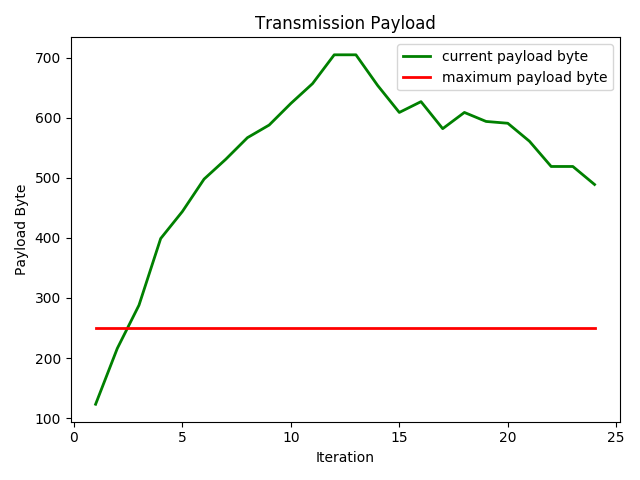 Transmission Payload
current payload byte
maximum payload byte
700
600
500
400
300
200
100
Payload Byte
0 5 10 15 20 25
Iteration